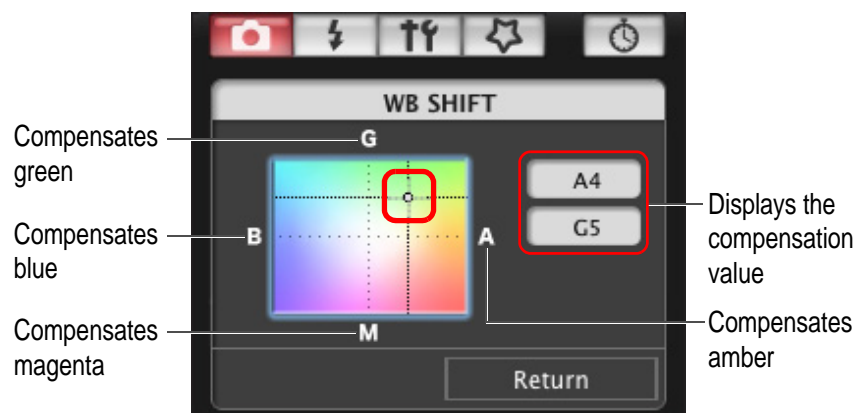 WB SHIFT
Compensates
green
G
A4
G5
Displays the
compensation
value
Compensates
blue
B
A
Compensates
magenta
M
Compensates
amber
Return